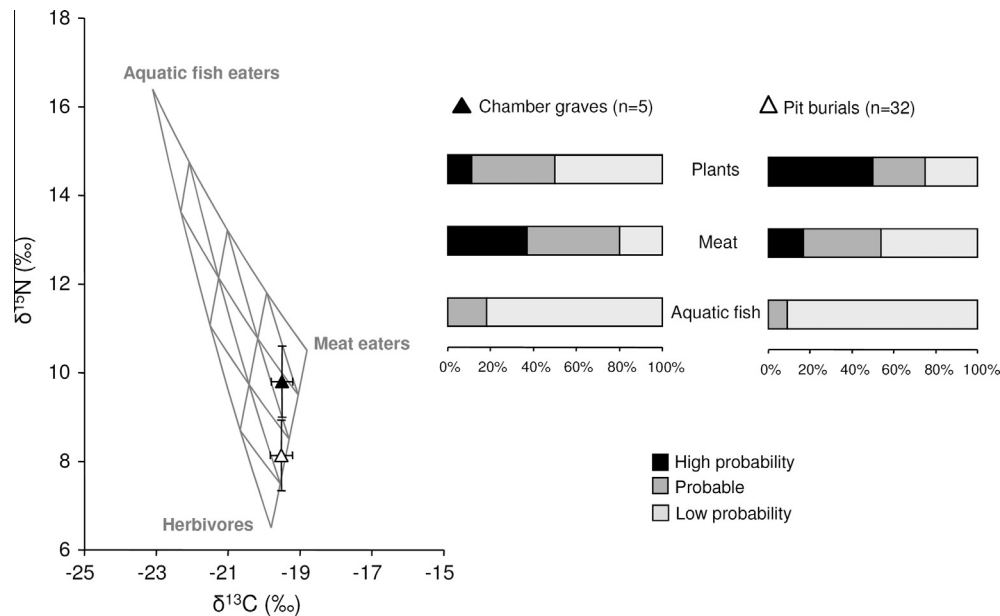 18
16
14
12
10
8
6
-25
-23
-21
-19
-17
-15
δ15N (‰)
δ13C (‰)
Aquatic fish eaters
Meat eaters
Herbivores
Chamber graves (n=5)
Pit burials (n=32)
Plants
Meat
Aquatic fish
0% 20% 40% 60% 80% 100%
0% 20% 40% 60% 80% 100%
High probability
Probable
Low probability